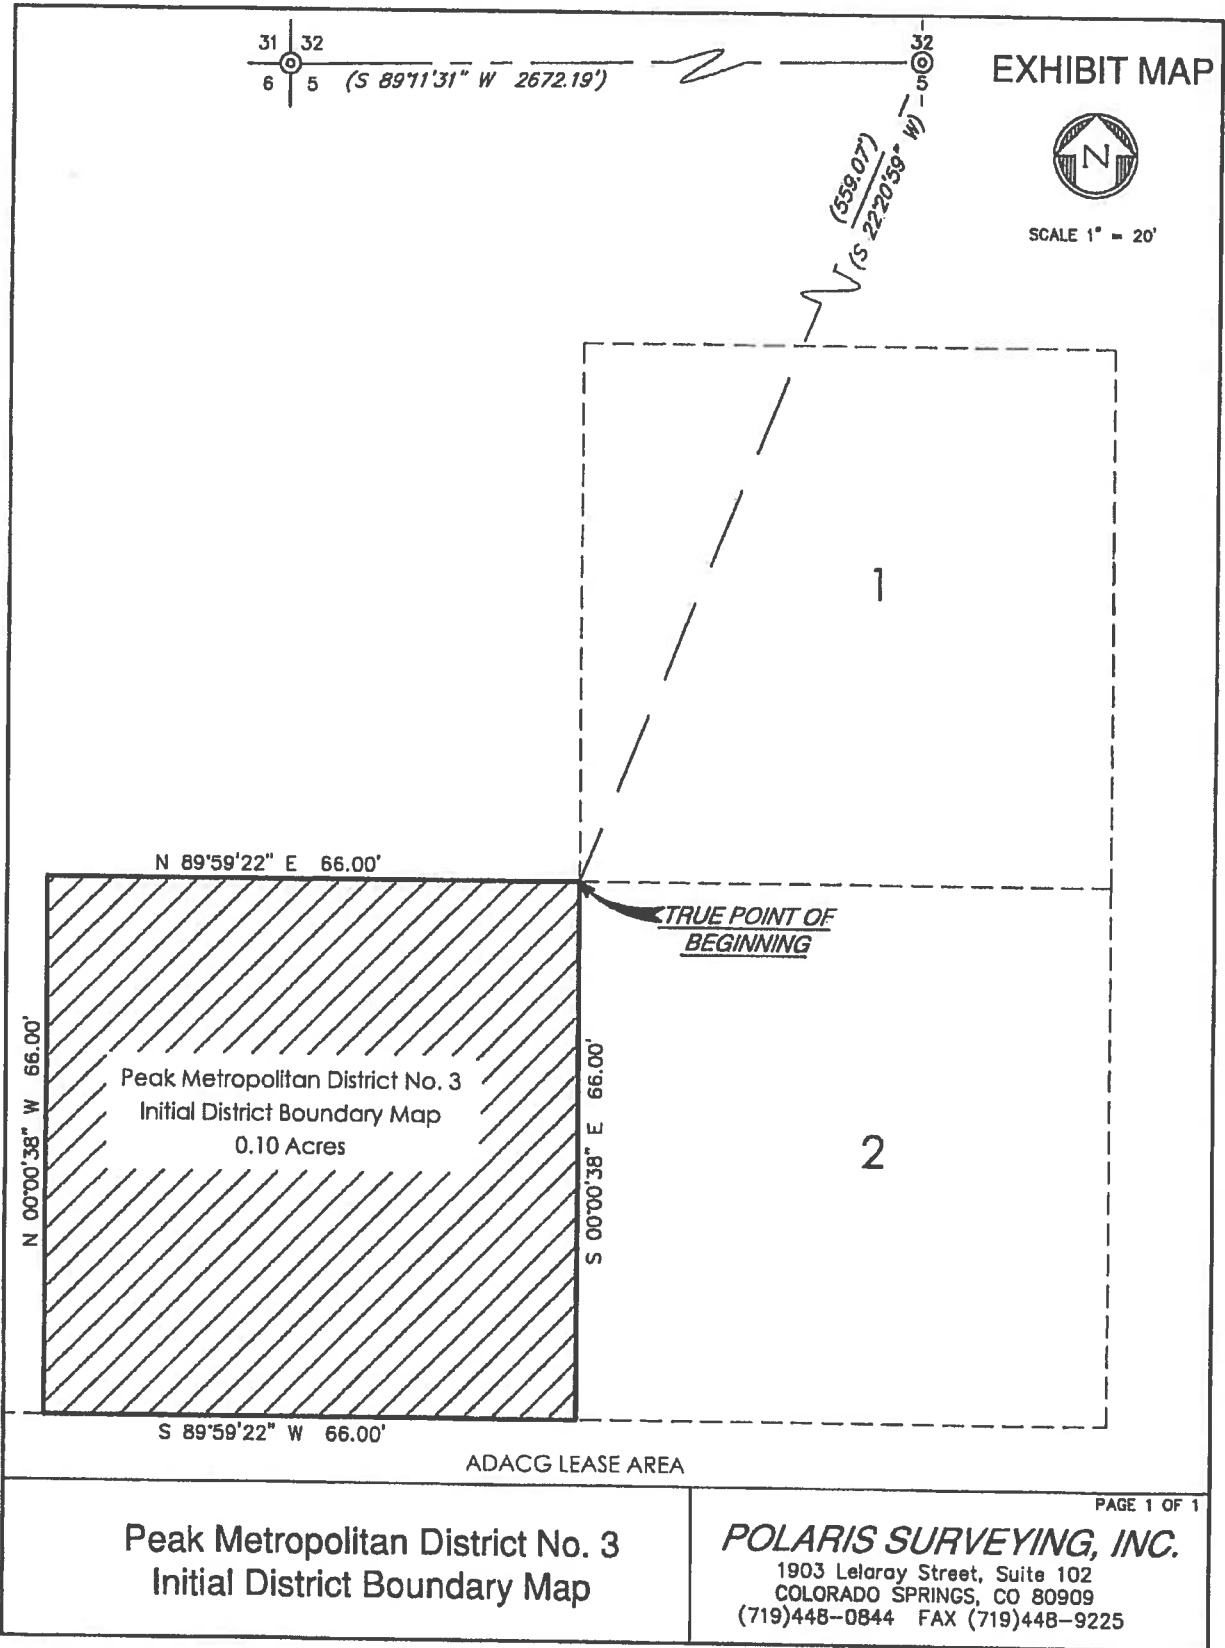 31 32
6 5
(S 89°11'31" W 2672.19')
32
5
EXHIBIT MAP
N
SCALE 1" = 20'
(559.07')
(S 22°20'59" W)
1
N 89°59'22" E 66.00'
TRUE POINT OF
BEGINNING
N 00°00'38" W 66.00'
Peak Metropolitan District No. 3
Initial District Boundary Map
0.10 Acres
S 00°00'38" E 66.00'
2
S 89°59'22" W 66.00'
ADACG LEASE AREA
Peak Metropolitan District No. 3
Initial District Boundary Map
PAGE 1 OF 1
POLARIS SURVEYING, INC.
1903 Lelaray Street, Suite 102
COLORADO SPRINGS, CO 80909
(719)448-0844 FAX (719)448-9225